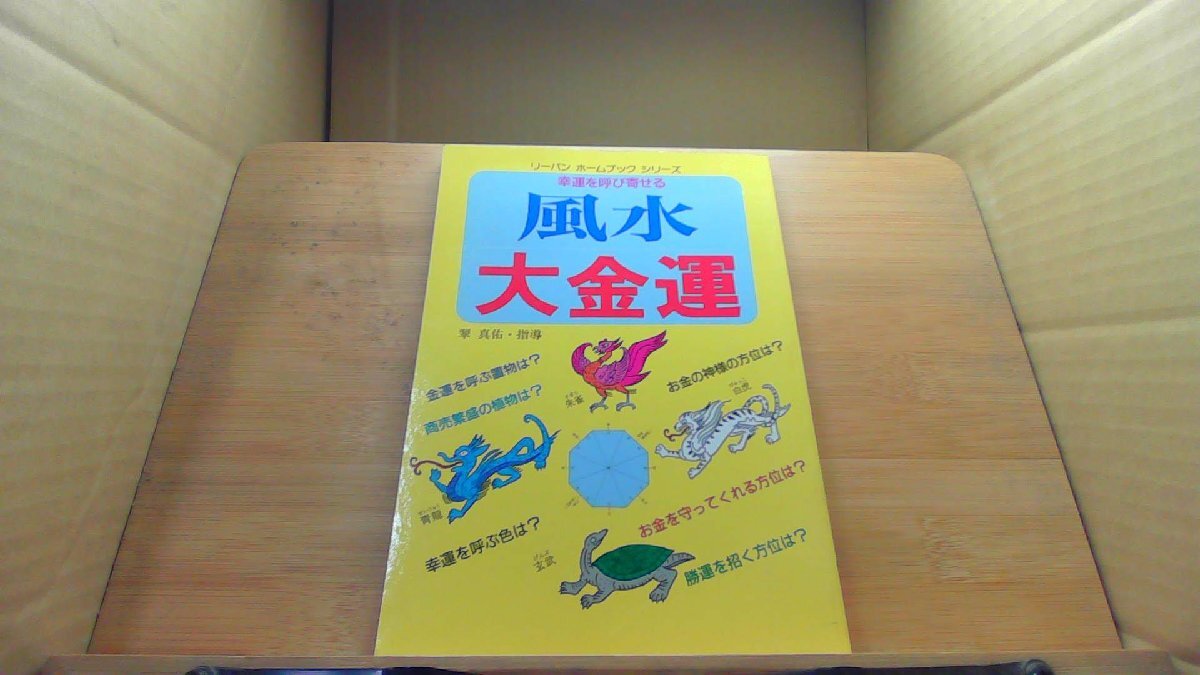 リーバン ホームブック シリーズ
幸運を呼び寄せる
風水
大金運
黎 真佑・指導
金運を呼ぶ置物は?
商売繁盛の植物は?
お金の神様の方位は?
朱雀
白虎
青龍
お金を守ってくれる方位は?
幸運を呼ぶ色は?
げんぶ
玄武
勝運を招く方位は?